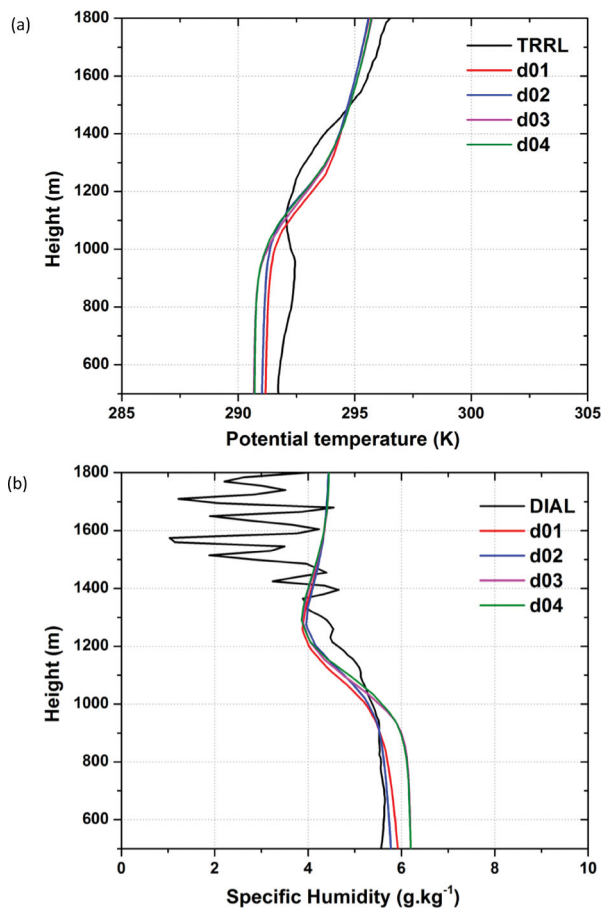 (a)
1800
1600
1400
1200
1000
800
600
Height (m)
TRRL
d01
d02
d03
d04
285 290 295 300 305
Potential temperature (K)
(b)
1800
1600
1400
1200
1000
800
600
Height (m)
DIAL
d01
d02
d03
d04
0 2 4 6 8 10
Specific Humidity (g.kg⁻¹)